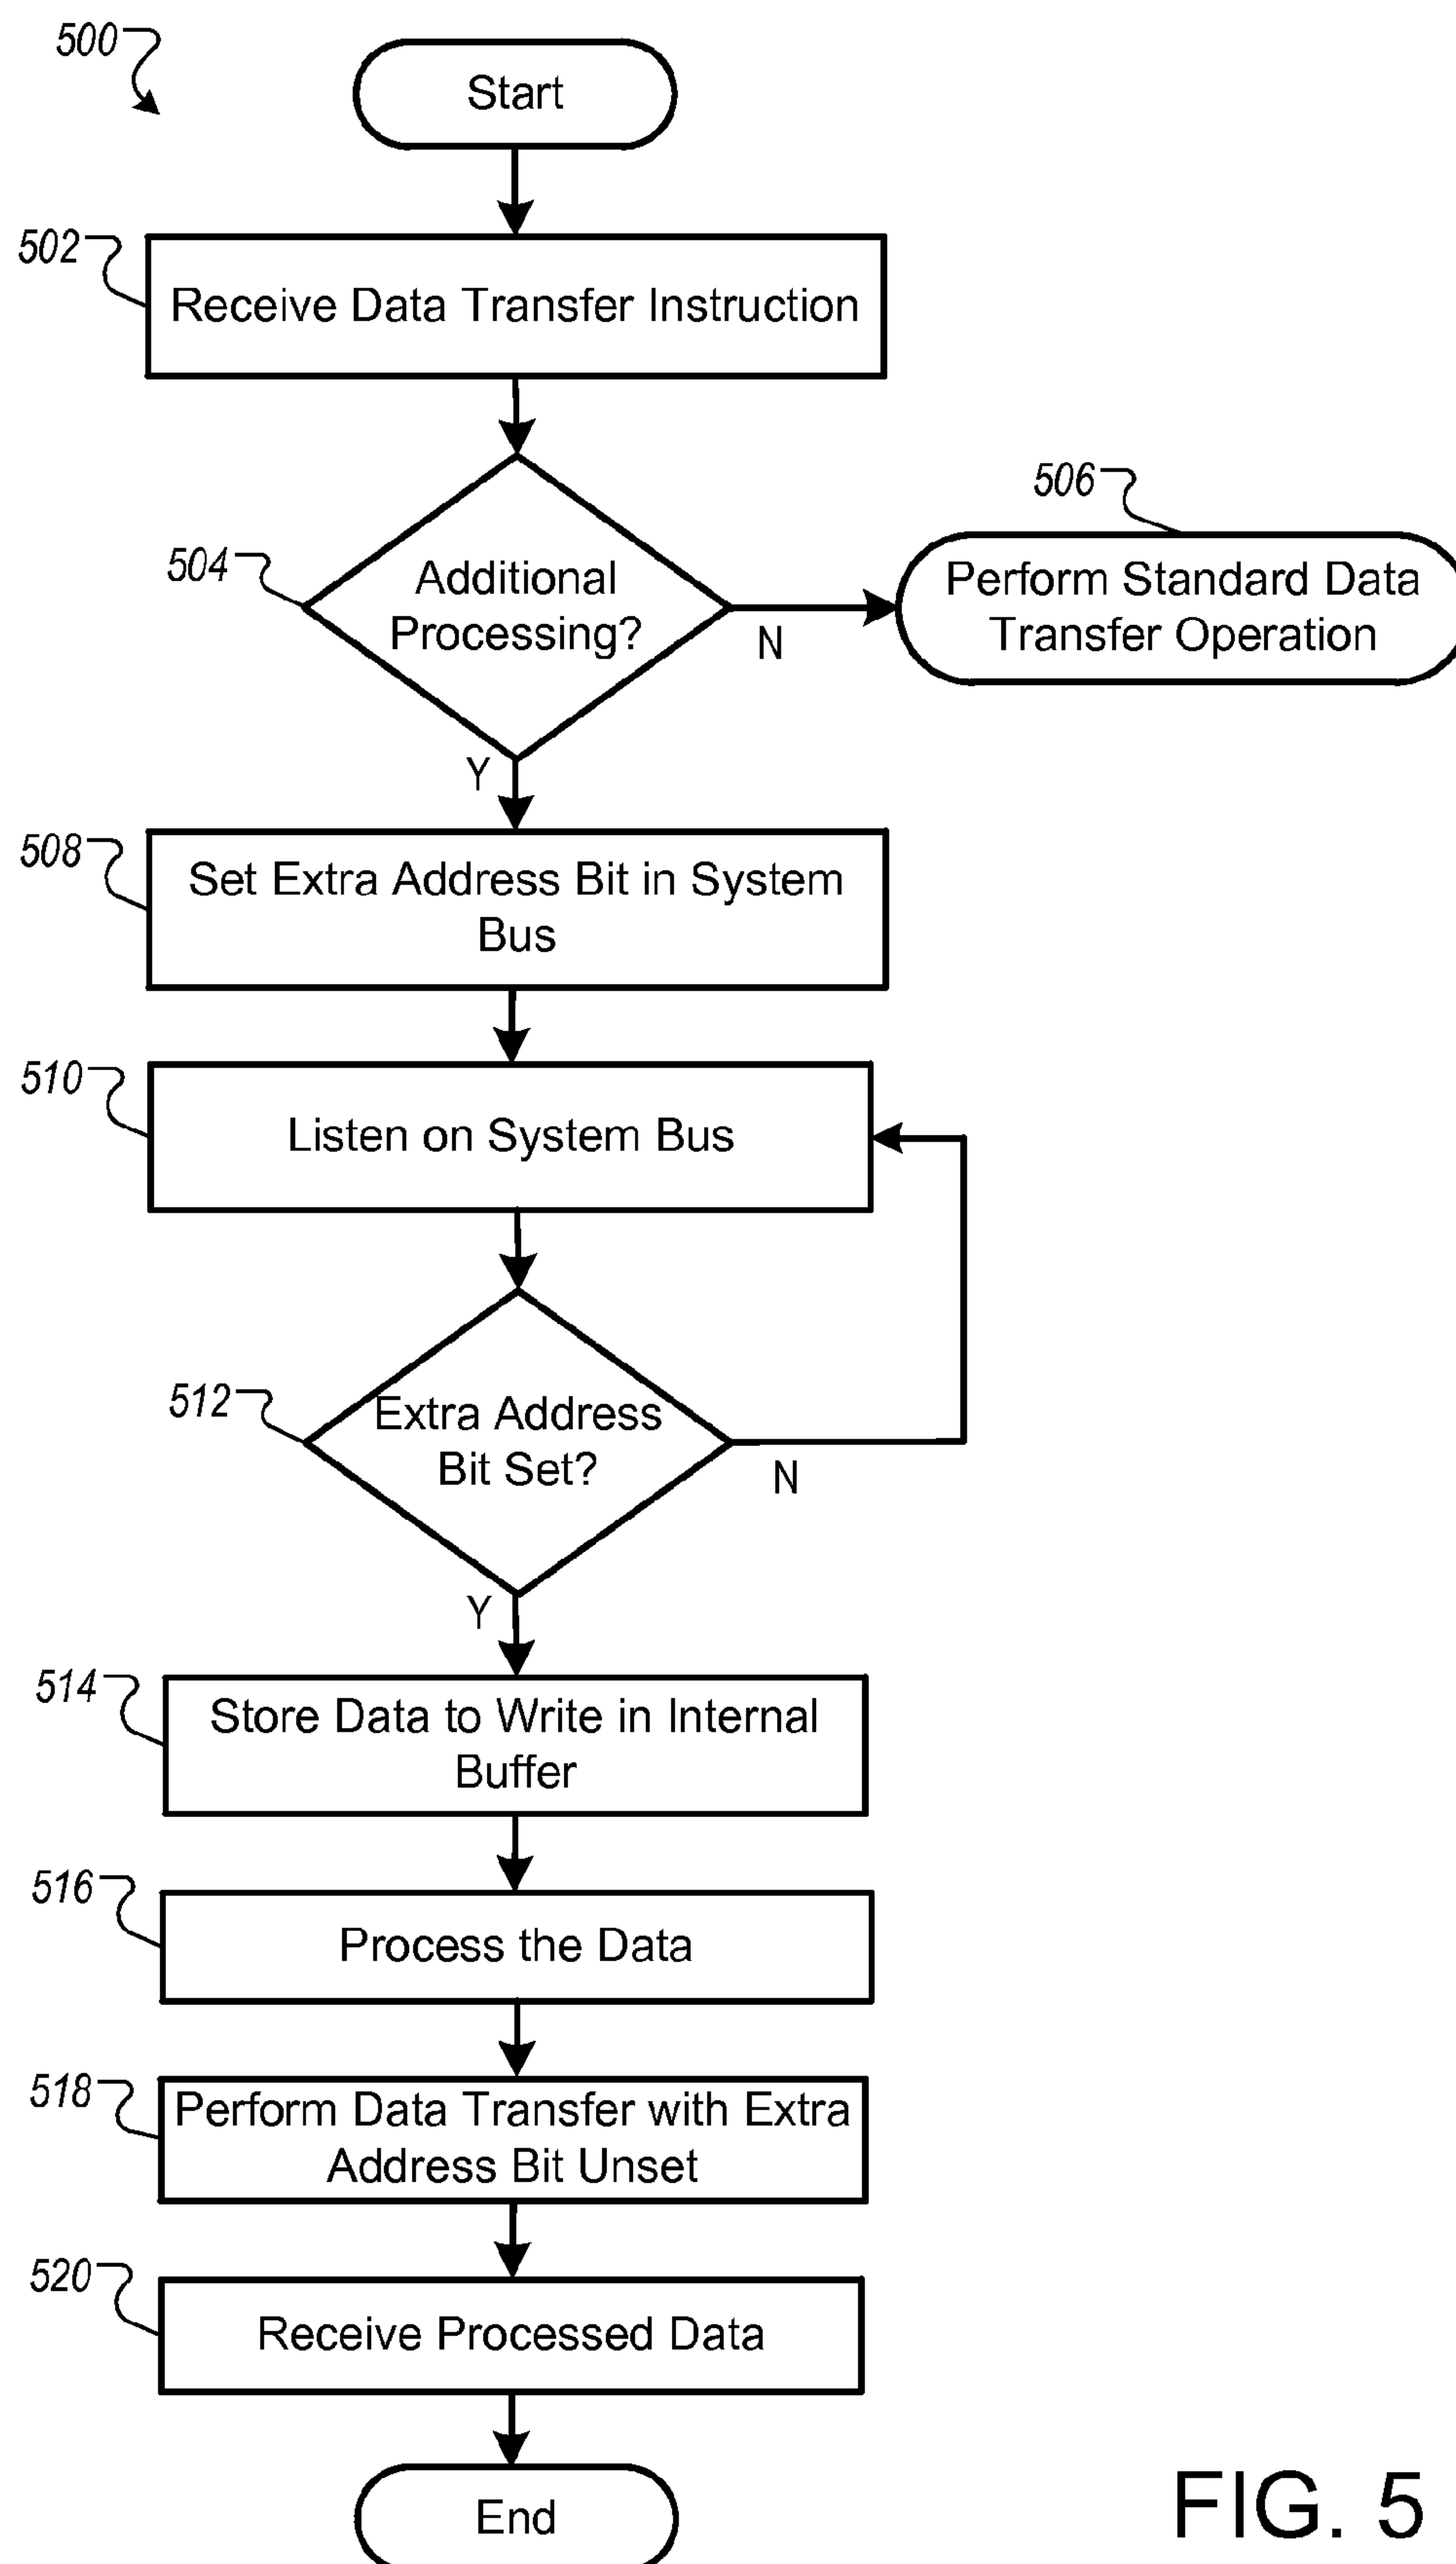 500
Start
502
Receive Data Transfer Instruction
504
Additional
Processing?
N
506
Perform Standard Data
Transfer Operation
Y
508
Set Extra Address Bit in System
Bus
510
Listen on System Bus
512
Extra Address
Bit Set?
N
Y
514
Store Data to Write in Internal
Buffer
516
Process the Data
518
Perform Data Transfer with Extra
Address Bit Unset
520
Receive Processed Data
End
FIG. 5